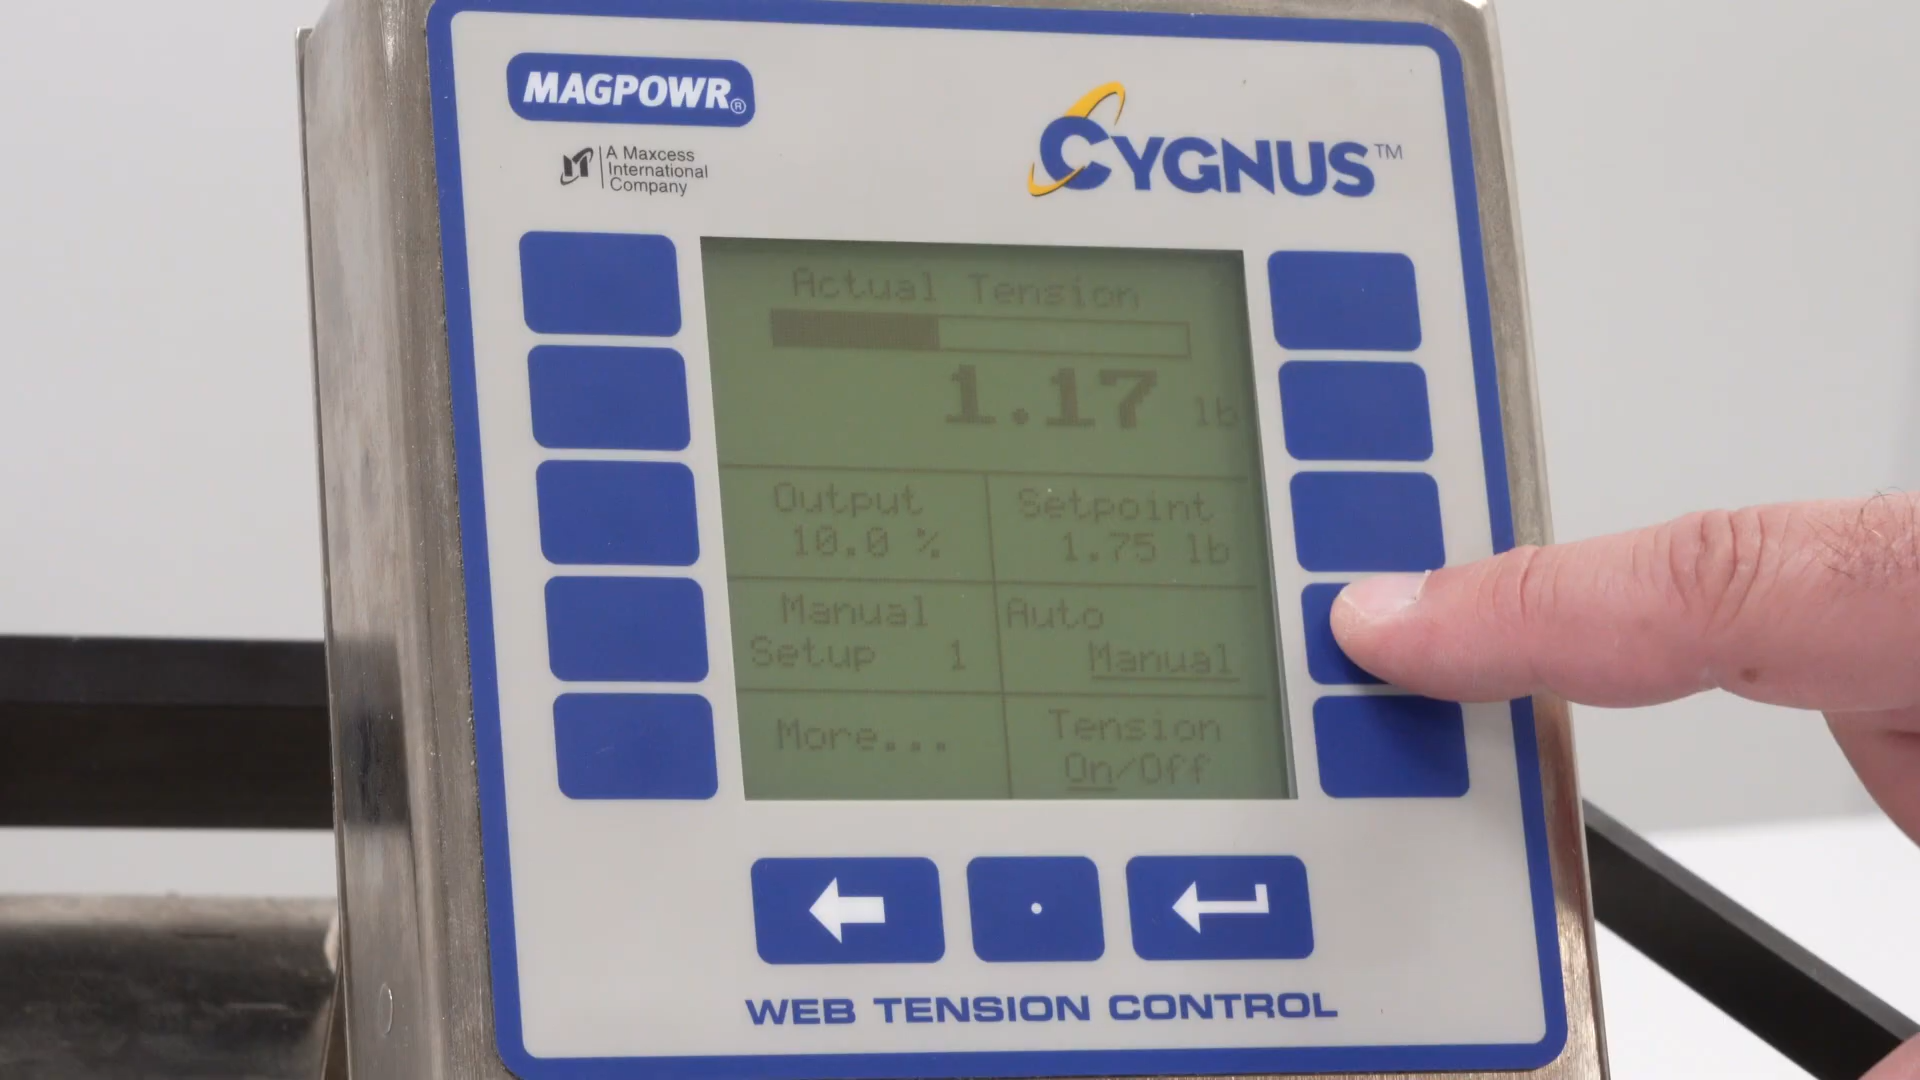 MAGPOWR®
A Maxcess
International
Company
CYGNUS™
Actual Tension
1.17 lb
Output
10.0 %
Setpoint
1.75 lb
Manual
Setup 1
Auto
Manual
More...
Tension
On/Off
WEB TENSION CONTROL